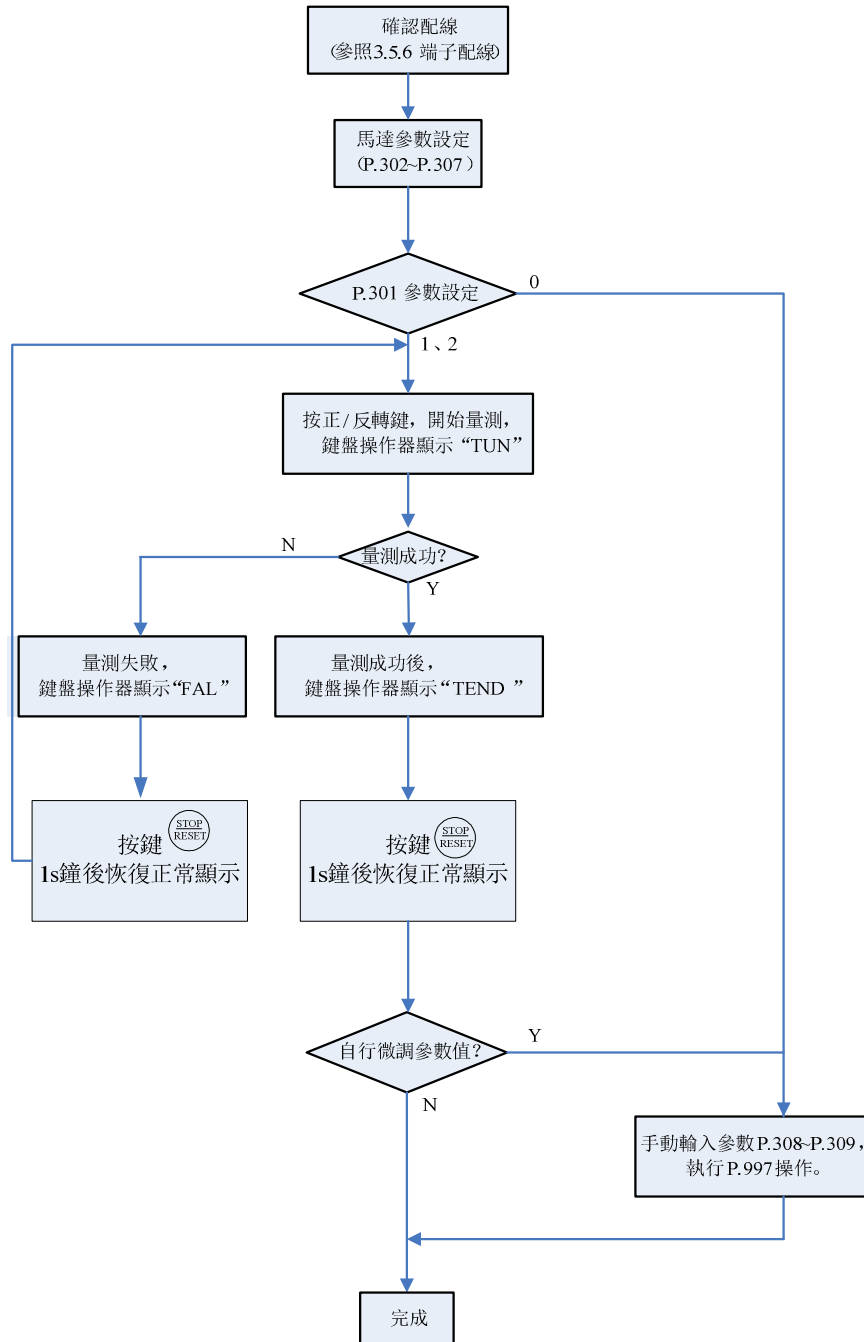 確認配線
(參照3.5.6 端子配線)
馬達參數設定
(P.302~P.307)
P.301 參數設定
0
1、2
按正/反轉鍵，開始量測，
鍵盤操作器顯示“TUN”
量測成功？
N
Y
量測失敗，
鍵盤操作器顯示“FAL”
量測成功後，
鍵盤操作器顯示“TEND ”
按鍵 STOP
RESET
1s鐘後恢復正常顯示
按鍵 STOP
RESET
1s鐘後恢復正常顯示
自行微調參數值？
Y
N
手動輸入參數P.308~P.309，
執行P.997操作。
完成